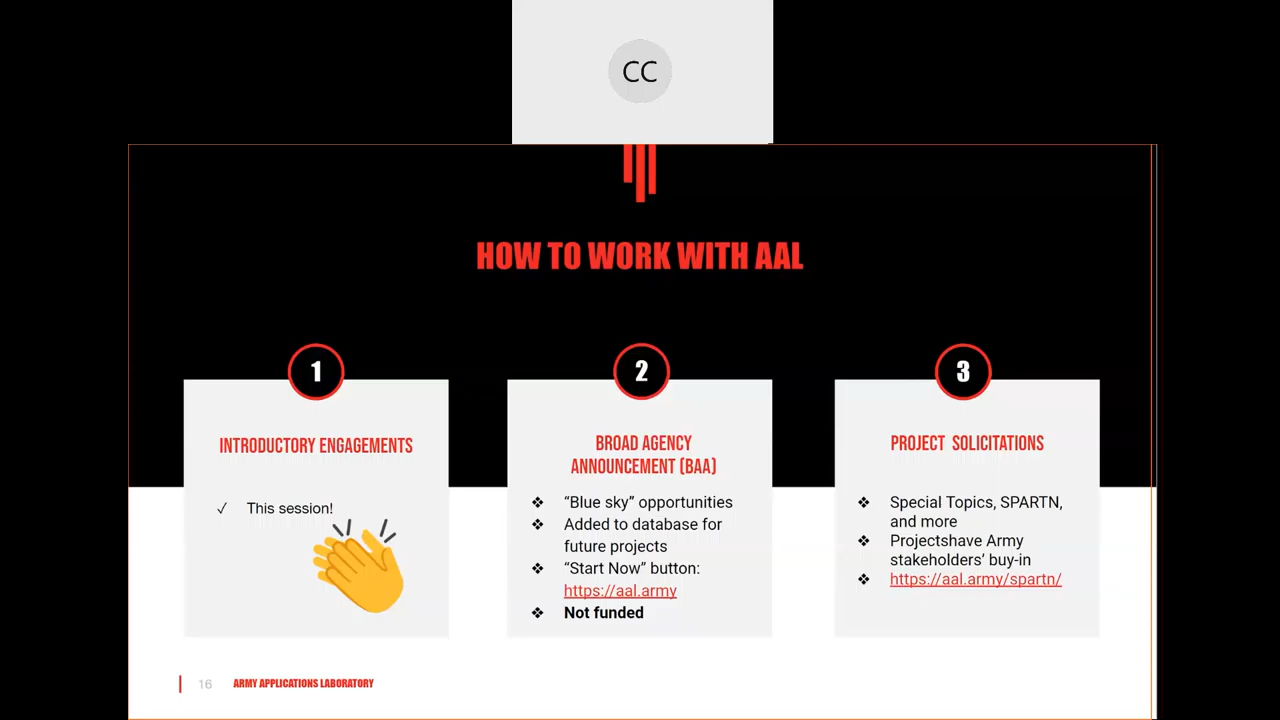 CC
HOW TO WORK WITH AAL
1
INTRODUCTORY ENGAGEMENTS
✓ This session!
2
BROAD AGENCY
ANNOUNCEMENT (BAA)
❖ “Blue sky” opportunities
❖ Added to database for
future projects
❖ “Start Now” button:
https://aal.army
❖ Not funded
3
PROJECT SOLICITATIONS
❖ Special Topics, SPARTN,
and more
❖ Projectshave Army
stakeholders’ buy-in
❖ https://aal.army/spartn/
16 ARMY APPLICATIONS LABORATORY